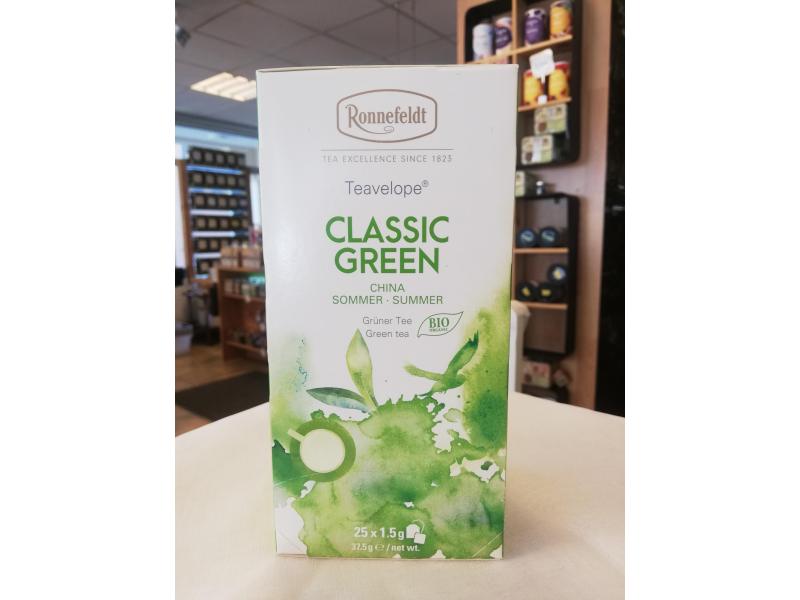 Ronnefeldt
TEA EXCELLENCE SINCE 1823
Teavelope®
CLASSIC
GREEN
CHINA
SOMMER · SUMMER
Grüner Tee
Green tea
BIO
ORGANIC
25 x 1.5g
37.5g ℮ / net wt.